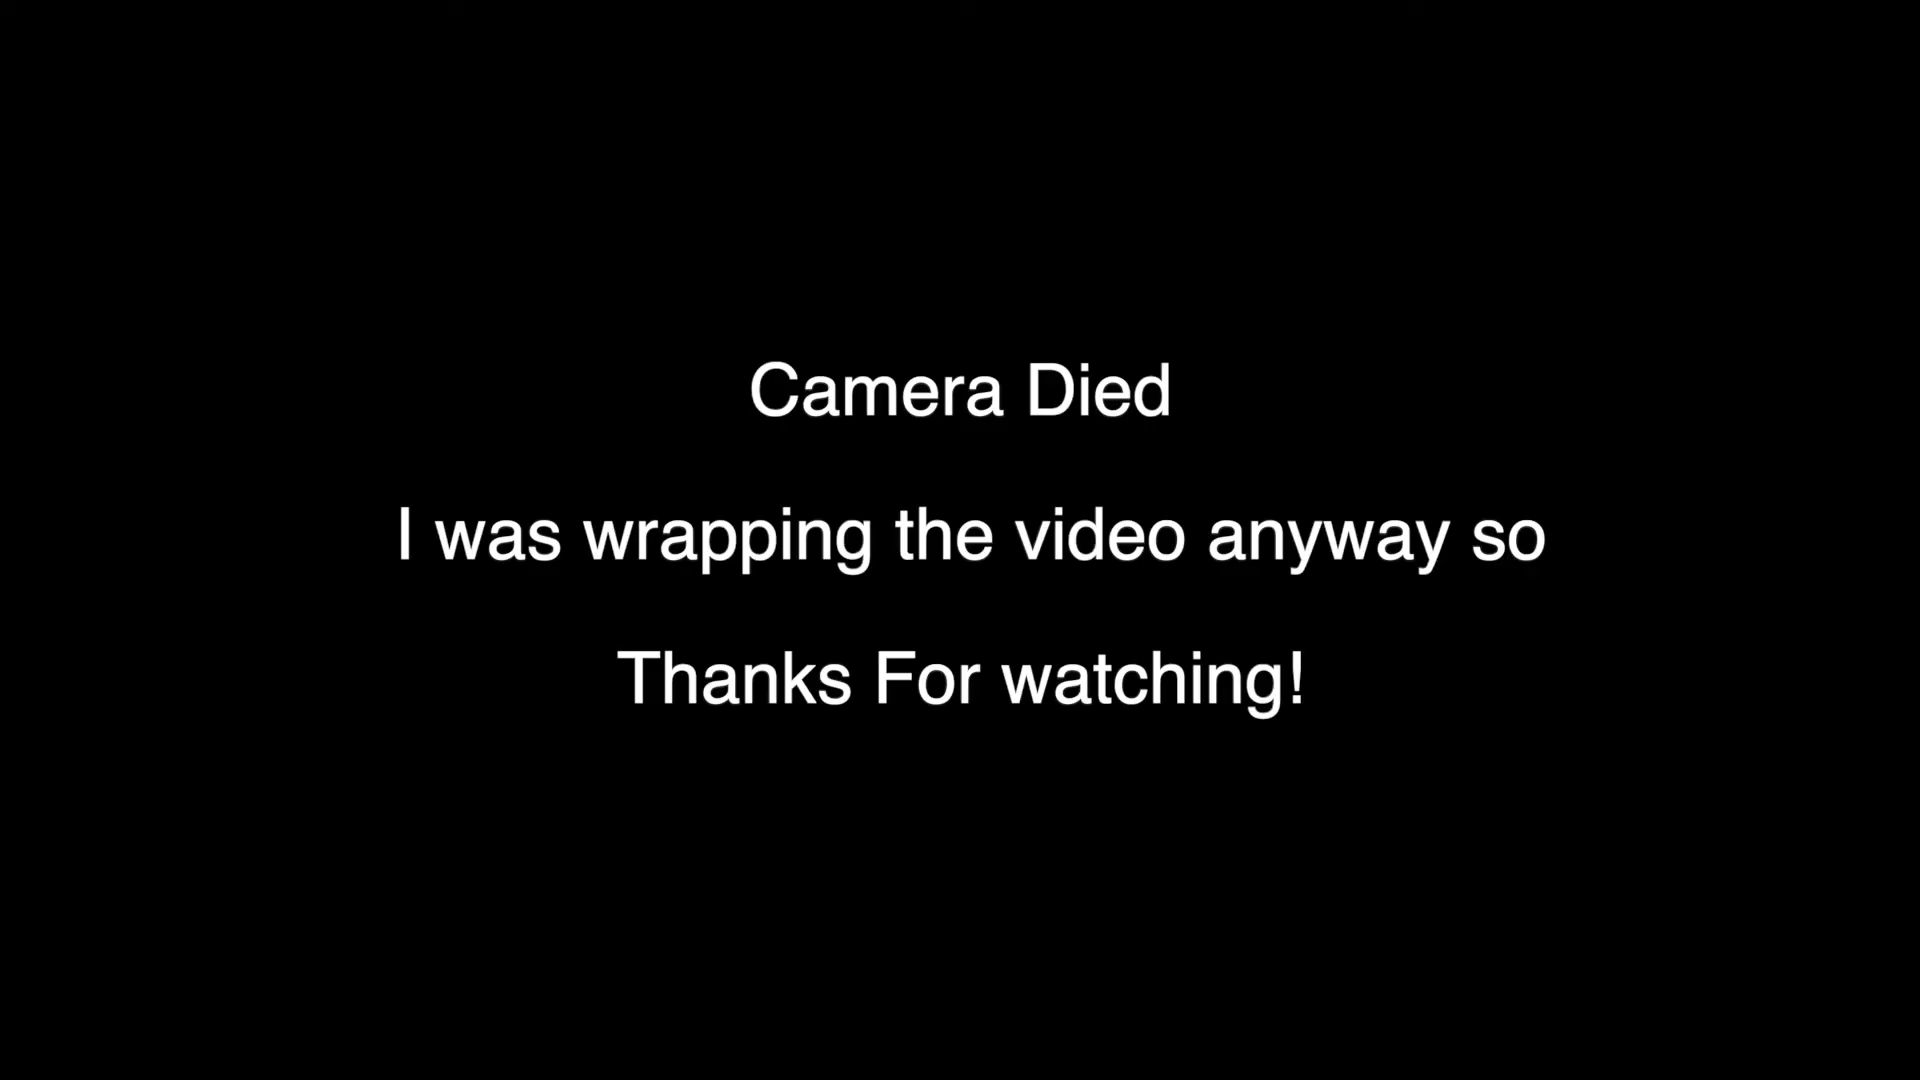 Camera Died
I was wrapping the video anyway so
Thanks For watching!